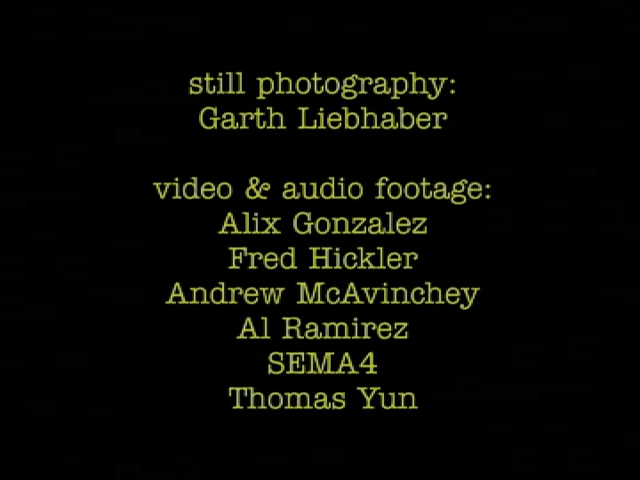 still photography:
Garth Liebhaber
video & audio footage:
Alix Gonzalez
Fred Hickler
Andrew McAvinchey
Al Ramirez
SEMA4
Thomas Yun